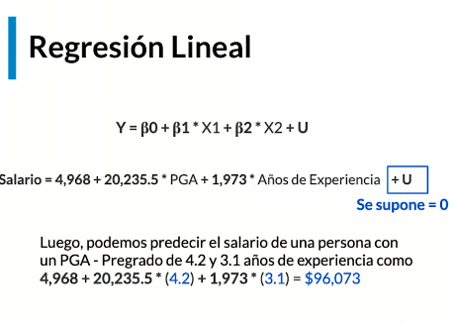 Regresión Lineal
Y = β0 + β1 * X1 + β2 * X2 + U
Salario = 4,968 + 20,235.5 * PGA + 1,973 * Años de Experiencia + U
Se supone = 0
Luego, podemos predecir el salario de una persona con
un PGA - Pregrado de 4.2 y 3.1 años de experiencia como
4,968 + 20,235.5 * (4.2) + 1,973 * (3.1) = $96,073